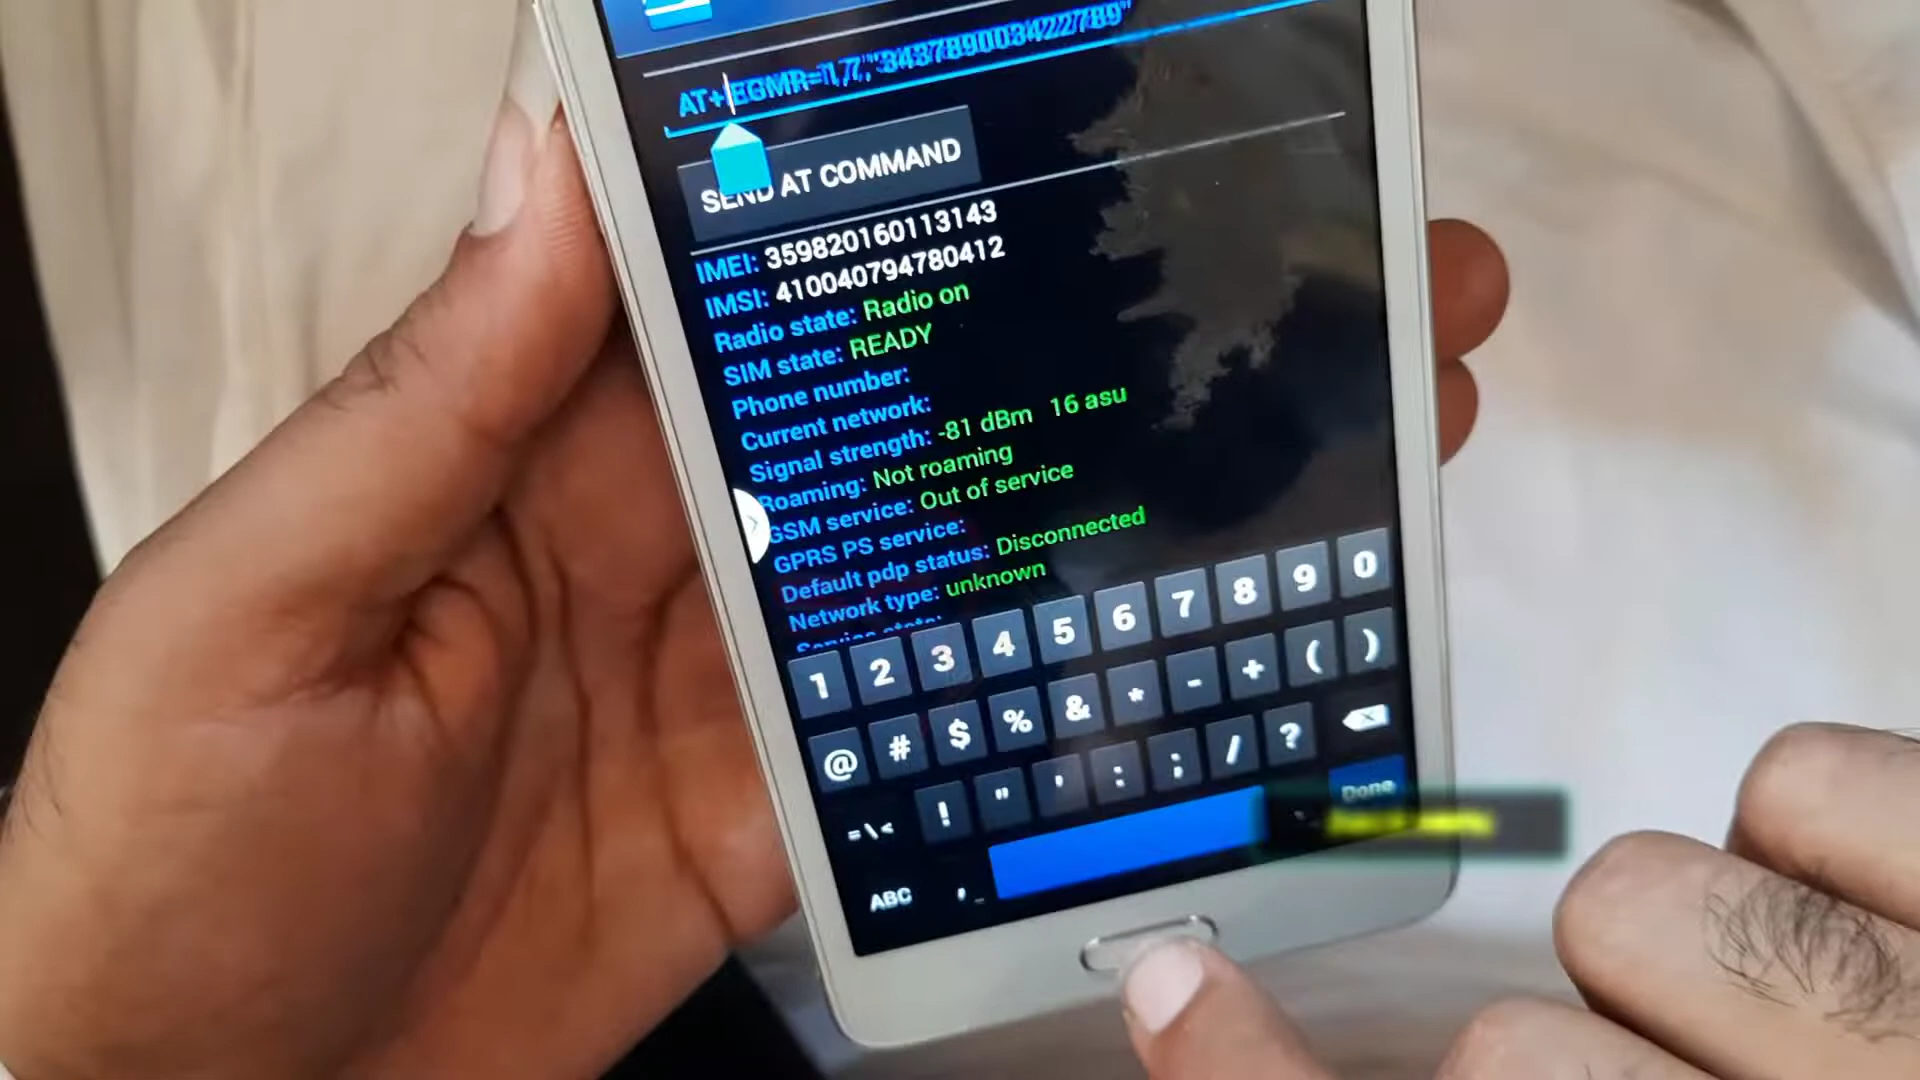 AT+EGMR=1,7,"343789003422789"
SEND AT COMMAND
IMEI: 359820160113143
IMSI: 410040794780412
Radio state: Radio on
SIM state: READY
Phone number:
Current network:
Signal strength: -81 dBm 16 asu
Roaming: Not roaming
GSM service: Out of service
GPRS PS service:
Default pdp status: Disconnected
Network type: unknown
1 2 3 4 5 6 7 8 9 0
@ # $ % & * - + ( )
=\< ! " ' : ; / ?
Done
ABC , _